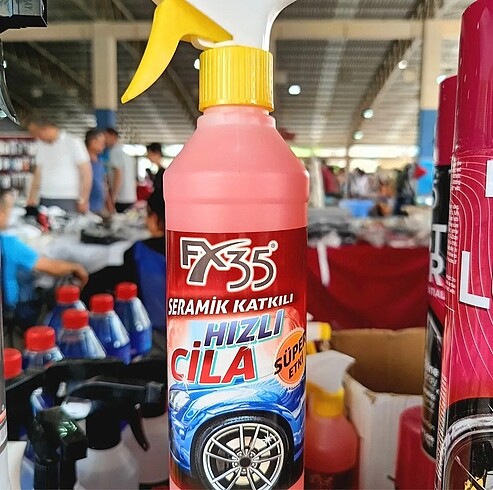 FX35®
SERAMİK KATKILI
HIZLI
CİLA
SÜPER
ETKİ